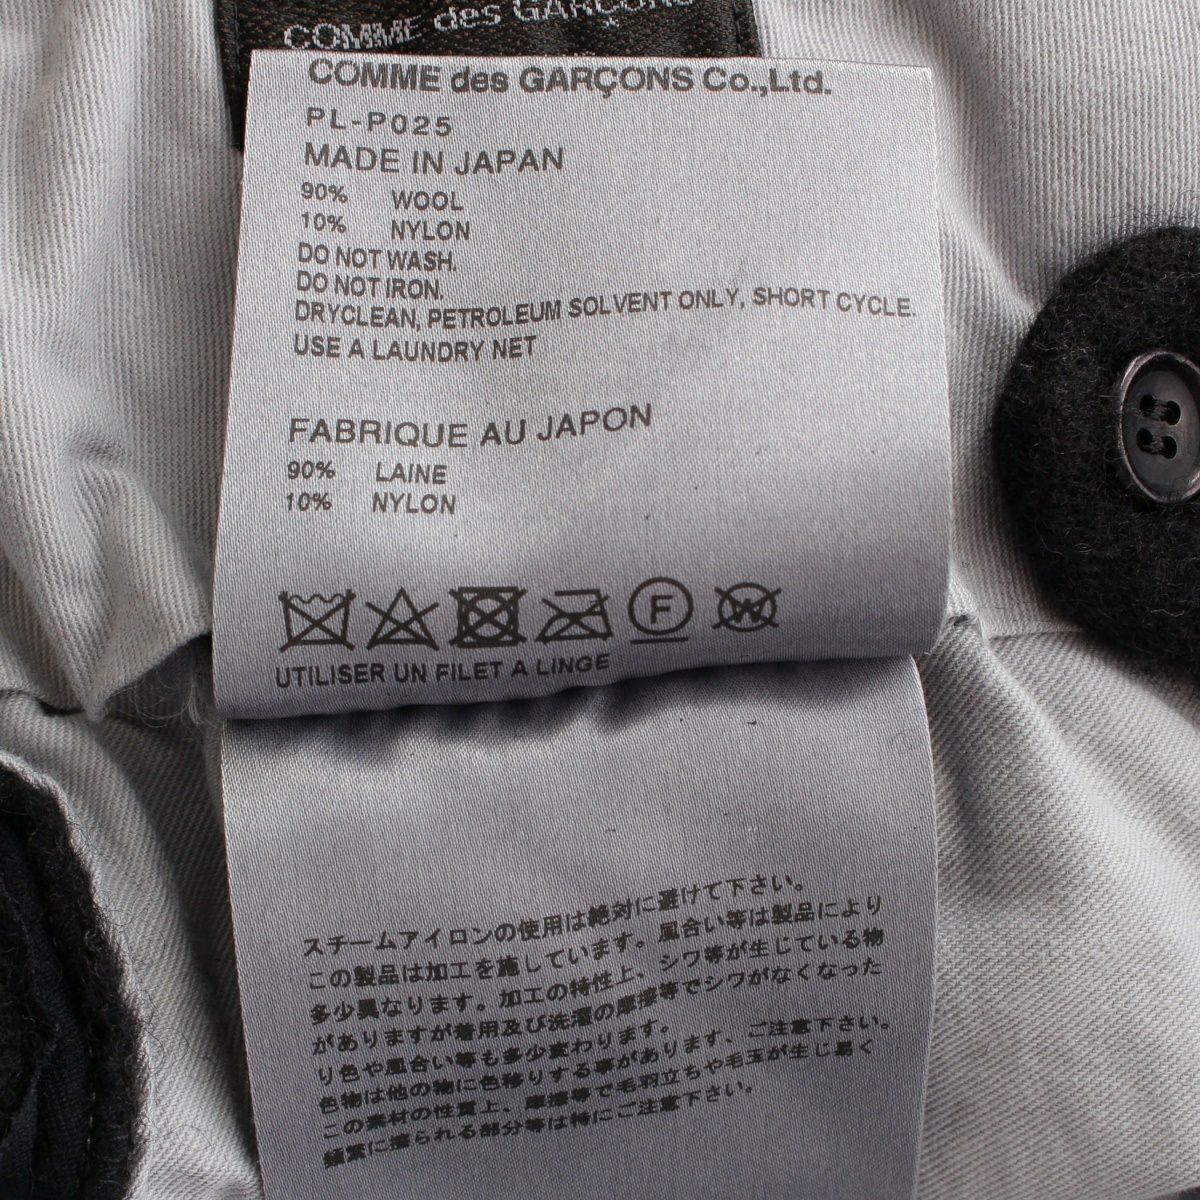 COMME des GARÇONS
COMME des GARÇONS Co.,Ltd.
PL-P025
MADE IN JAPAN
90% WOOL
10% NYLON
DO NOT WASH.
DO NOT IRON.
DRYCLEAN, PETROLEUM SOLVENT ONLY, SHORT CYCLE.
USE A LAUNDRY NET
FABRIQUE AU JAPON
90% LAINE
10% NYLON
F W
UTILISER UN FILET A LINGE
スチームアイロンの使用は絶対に避けて下さい。
この製品は加工を施しています。風合い等は製品により
多少異なります。加工の特性上、シワ等が生じている物
がありますが着用及び洗濯の摩擦等でシワがなくなった
り色や風合い等も多少変わります。
色物は他の物に色移りする事があります、ご注意下さい。
この素材の性質上、摩擦等で毛羽立ちや毛玉が生じ易く
頻繁に擦られる部分等は特にご注意下さい。